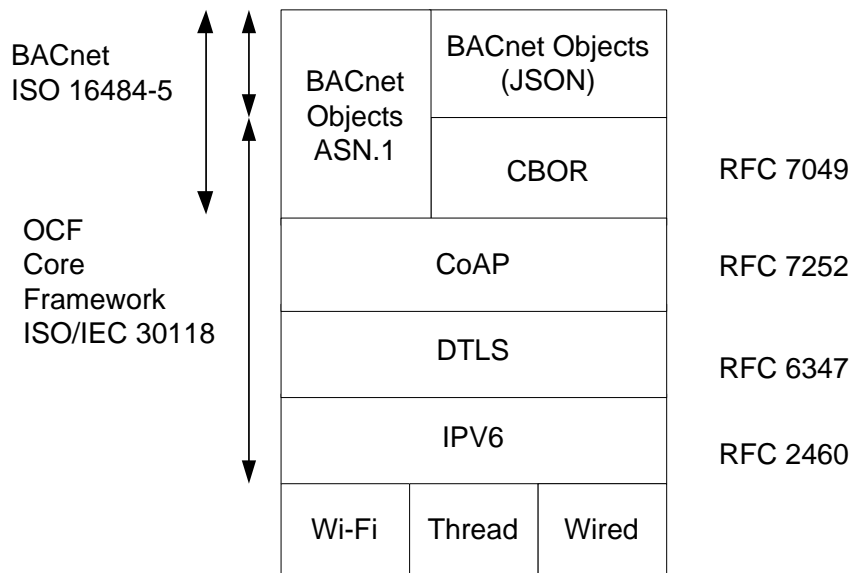 BACnet
ISO 16484-5
BACnet
Objects
ASN.1
BACnet Objects
(JSON)
CBOR
RFC 7049
OCF
Core
Framework
ISO/IEC 30118
CoAP
RFC 7252
DTLS
RFC 6347
IPV6
RFC 2460
Wi-Fi
Thread
Wired